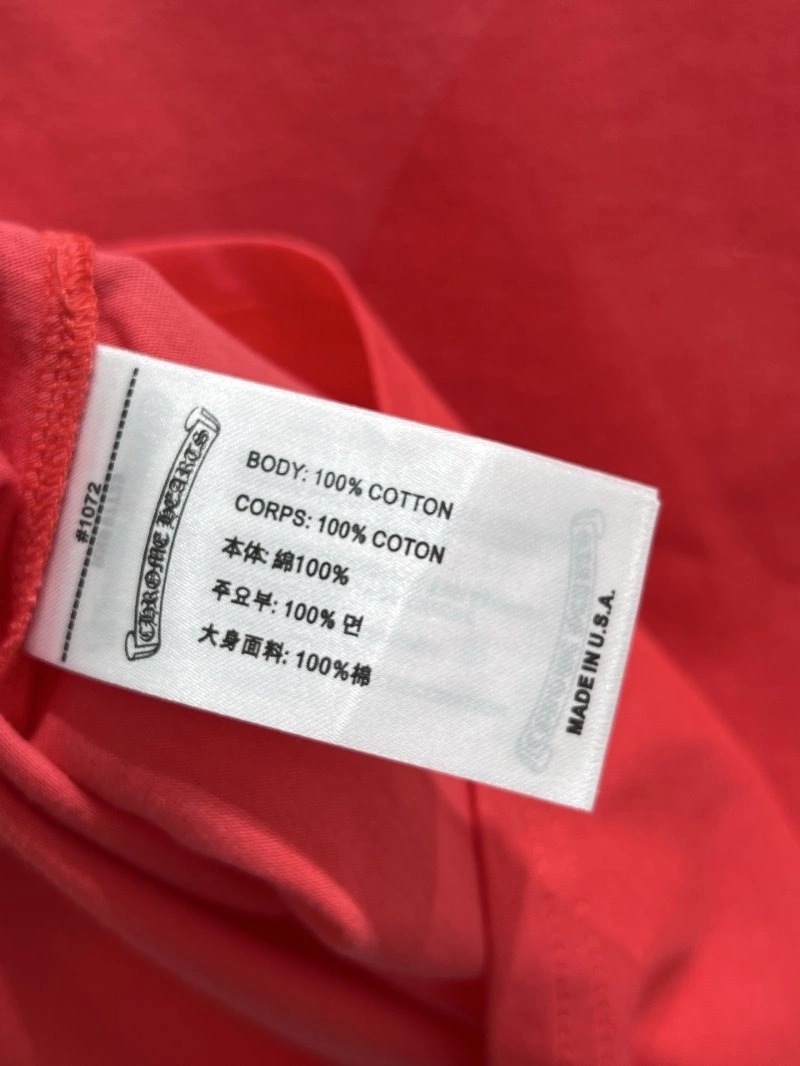 #1072
CHROME HEARTS
BODY: 100% COTTON
CORPS: 100% COTON
本体: 綿100%
주요부: 100% 면
大身面料: 100%棉
MADE IN U.S.A.